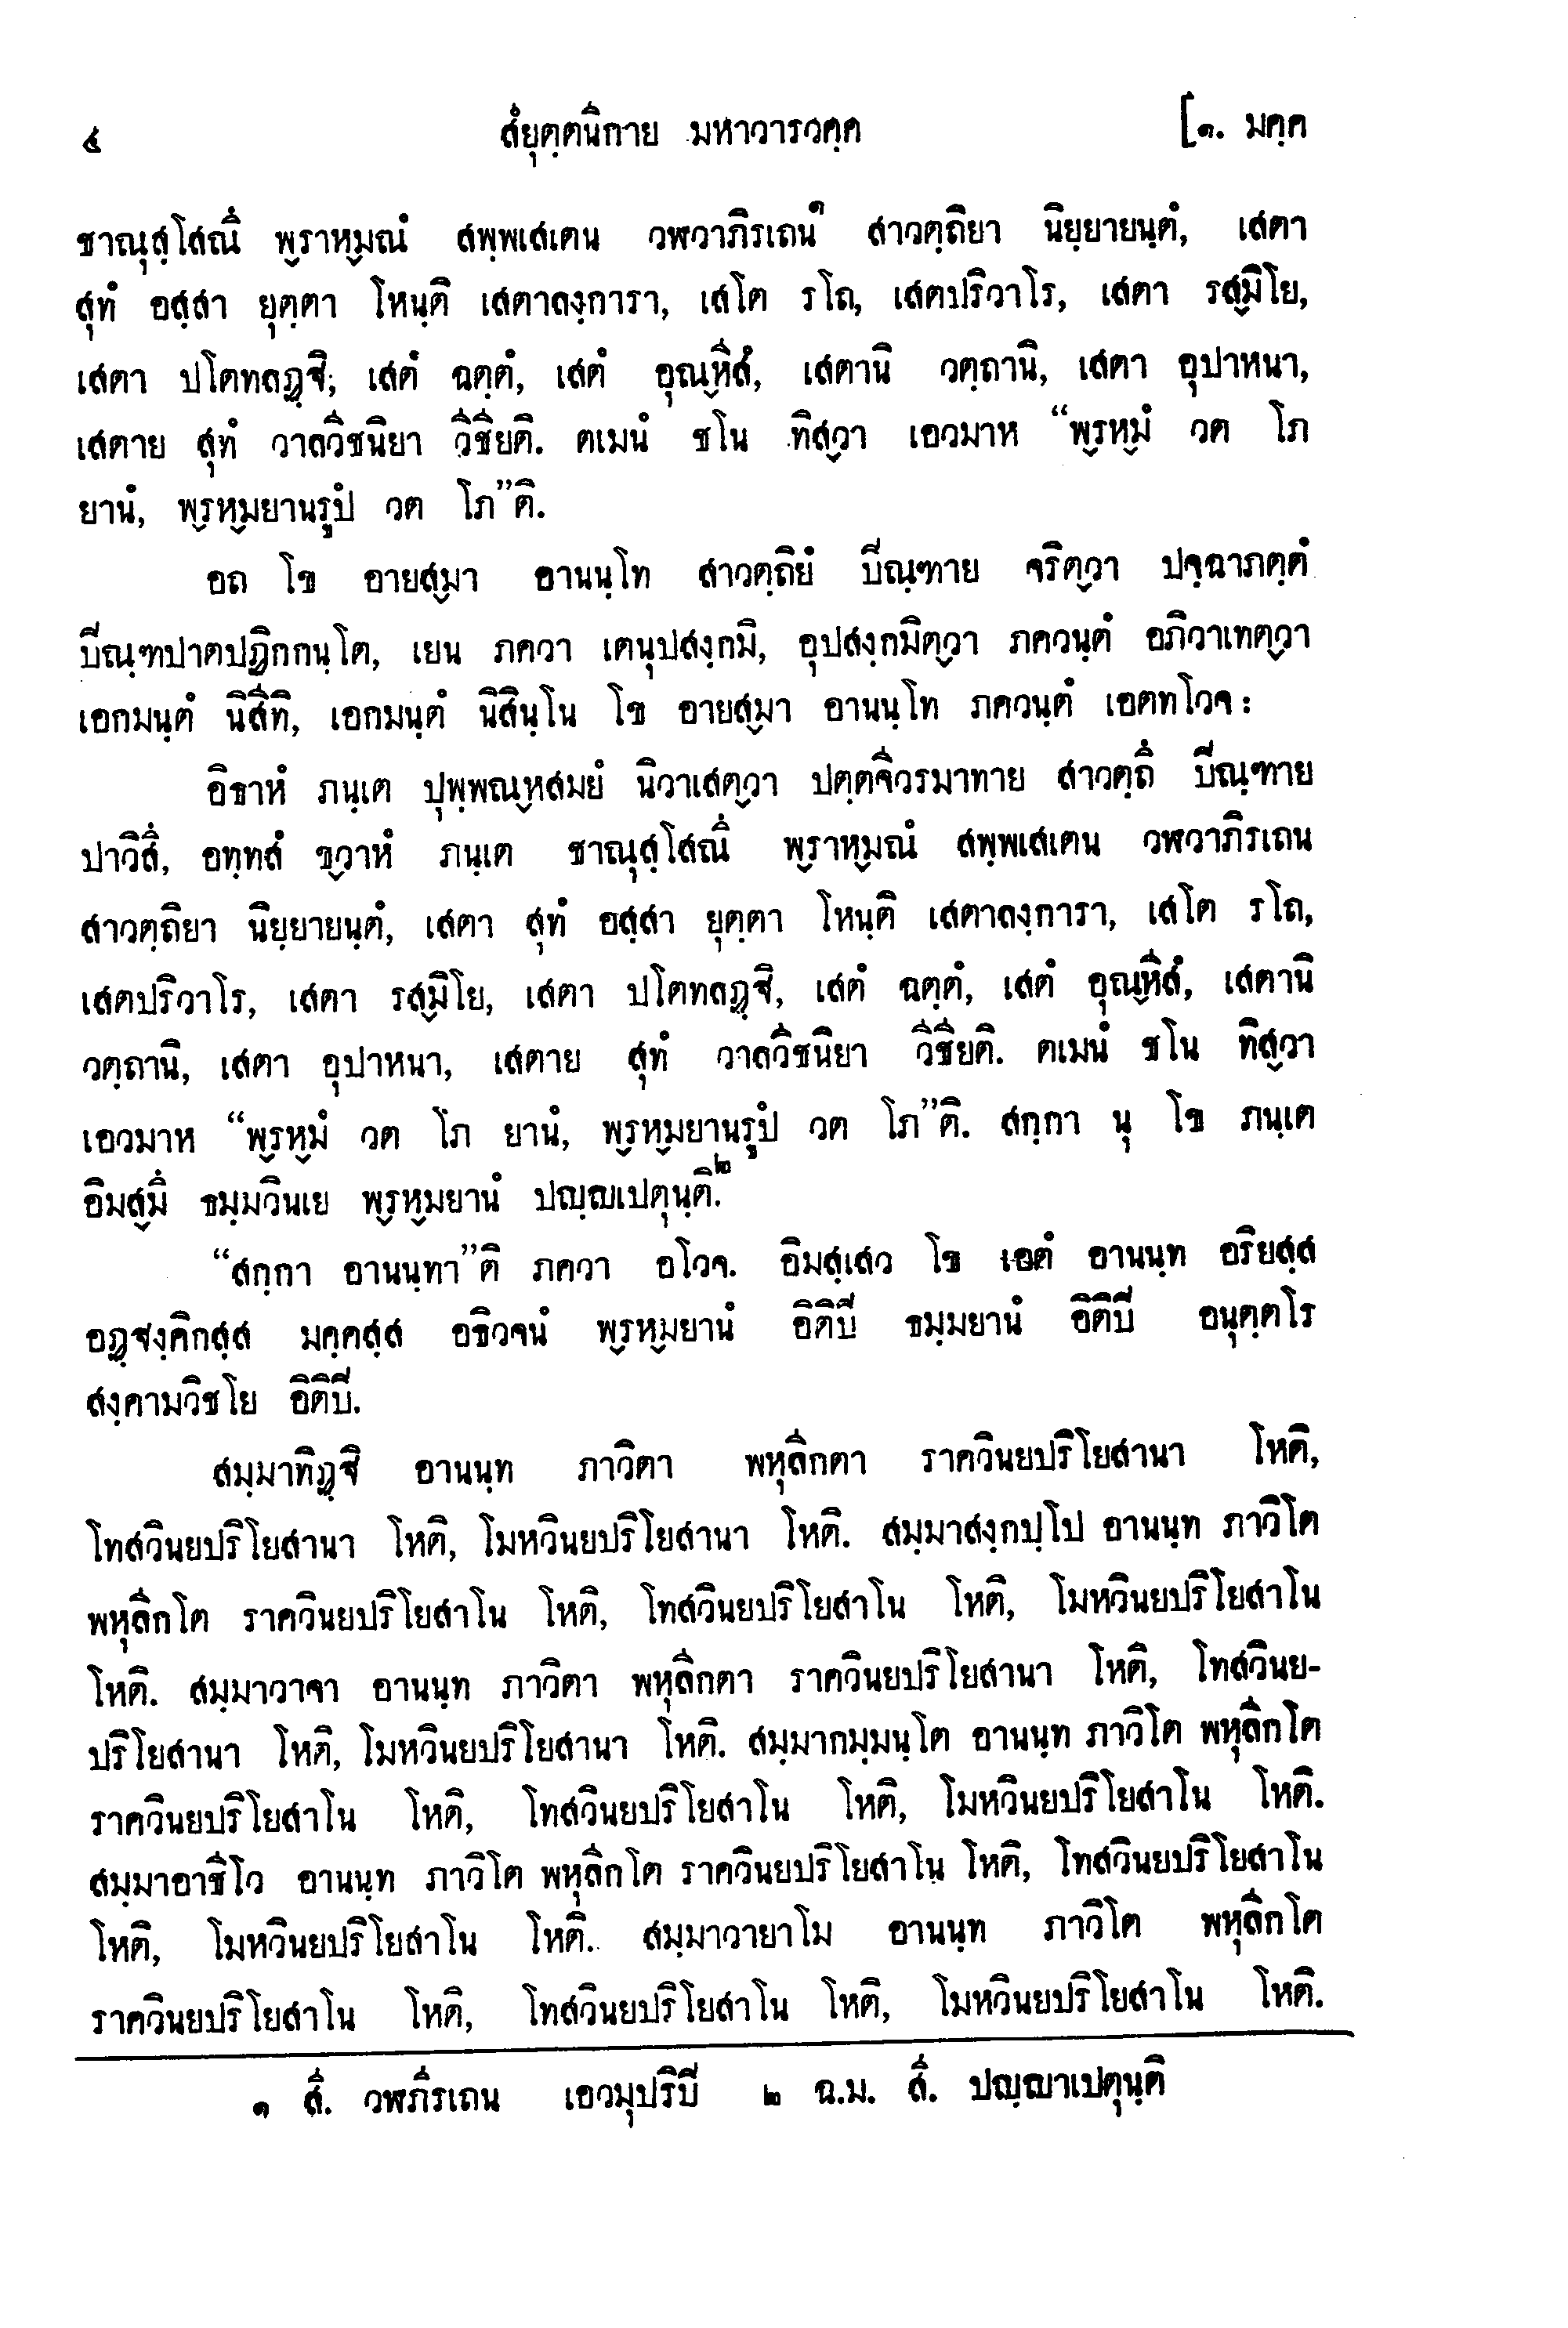 ๔ สํยุตฺตนิกาย มหาวารวคฺค [๑. มคฺค
ชาณุสฺโสณึ พฺราหฺมณํ สพฺพเสเตน วฬวาภิรเถน๑ สาวตฺถิยา นิยฺยายนฺตํ, เสตา
สุทํ อสฺสา ยุตฺตา โหนฺติ เสตาลงฺการา, เสโต รโถ, เสตปริวาโร, เสตา รสฺมิโย,
เสตา ปโตทลฏฺฐิ, เสตํ ฉตฺตํ, เสตํ อุณฺหีสํ, เสตานิ วตฺถานิ, เสตา อุปาหนา,
เสตาย สุทํ วาลวีชนิยา วีชียติ. ตเมนํ ชโน ทิสฺวา เอวมาห “พฺรหฺมํ วต โภ
ยานํ, พฺรหฺมยานรูปํ วต โภ”ติ.
อถ โข อายสฺมา อานนฺโท สาวตฺถิยํ ปิณฺฑาย จริตฺวา ปจฺฉาภตฺตํ
ปิณฺฑปาตปฏิกฺกนฺโต, เยน ภควา เตนุปสงฺกมิ, อุปสงฺกมิตฺวา ภควนฺตํ อภิวาเทตฺวา
เอกมนฺตํ นิสีทิ, เอกมนฺตํ นิสินฺโน โข อายสฺมา อานนฺโท ภควนฺตํ เอตทโวจ :
อิธาหํ ภนฺเต ปุพฺพณฺหสมยํ นิวาเสตฺวา ปตฺตจีวรมาทาย สาวตฺถึ ปิณฺฑาย
ปาวิสึ, อทฺทสํ ขฺวาหํ ภนฺเต ชาณุสฺโสณึ พฺราหฺมณํ สพฺพเสเตน วฬวาภิรเถน
สาวตฺถิยา นิยฺยายนฺตํ, เสตา สุทํ อสฺสา ยุตฺตา โหนฺติ เสตาลงฺการา, เสโต รโถ,
เสตปริวาโร, เสตา รสฺมิโย, เสตา ปโตทลฏฺฐิ, เสตํ ฉตฺตํ, เสตํ อุณฺหีสํ, เสตานิ
วตฺถานิ, เสตา อุปาหนา, เสตาย สุทํ วาลวีชนิยา วีชียติ. ตเมนํ ชโน ทิสฺวา
เอวมาห “พฺรหฺมํ วต โภ ยานํ, พฺรหฺมยานรูปํ วต โภ”ติ. สกฺกา นุ โข ภนฺเต
อิมสฺมึ ธมฺมวินเย พฺรหฺมยานํ ปญฺญเปตุนฺติ.๒
“สกฺกา อานนฺทา”ติ ภควา อโวจ. อิมสฺเสว โข เอตํ อานนฺท อริยสฺส
อฏฺฐงฺคิกสฺส มคฺคสฺส อธิวจนํ พฺรหฺมยานํ อิติปิ ธมฺมยานํ อิติปิ อนุตฺตโร
สงฺคามวิชโย อิติปิ.
สมฺมาทิฏฺฐิ อานนฺท ภาวิตา พหุลีกตา ราควินยปริโยสานา โหติ,
โทสวินยปริโยสานา โหติ, โมหวินยปริโยสานา โหติ. สมฺมาสงฺกปฺโป อานนฺท ภาวิโต
พหุลีกโต ราควินยปริโยสาโน โหติ, โทสวินยปริโยสาโน โหติ, โมหวินยปริโยสาโน
โหติ. สมฺมาวาจา อานนฺท ภาวิตา พหุลีกตา ราควินยปริโยสานา โหติ, โทสวินย-
ปริโยสานา โหติ, โมหวินยปริโยสานา โหติ. สมฺมากมฺมนฺโต อานนฺท ภาวิโต พหุลีกโต
ราควินยปริโยสาโน โหติ, โทสวินยปริโยสาโน โหติ, โมหวินยปริโยสาโน โหติ.
สมฺมาอาชีโว อานนฺท ภาวิโต พหุลีกโต ราควินยปริโยสาโน โหติ, โทสวินยปริโยสาโน
โหติ, โมหวินยปริโยสาโน โหติ. สมฺมาวายาโม อานนฺท ภาวิโต พหุลีกโต
ราควินยปริโยสาโน โหติ, โทสวินยปริโยสาโน โหติ, โมหวินยปริโยสาโน โหติ.
๑ สี. วฬภีรเถน เอวมุปริปิ ๒ ฉ.ม. สี. ปญฺญาเปตุนฺติ